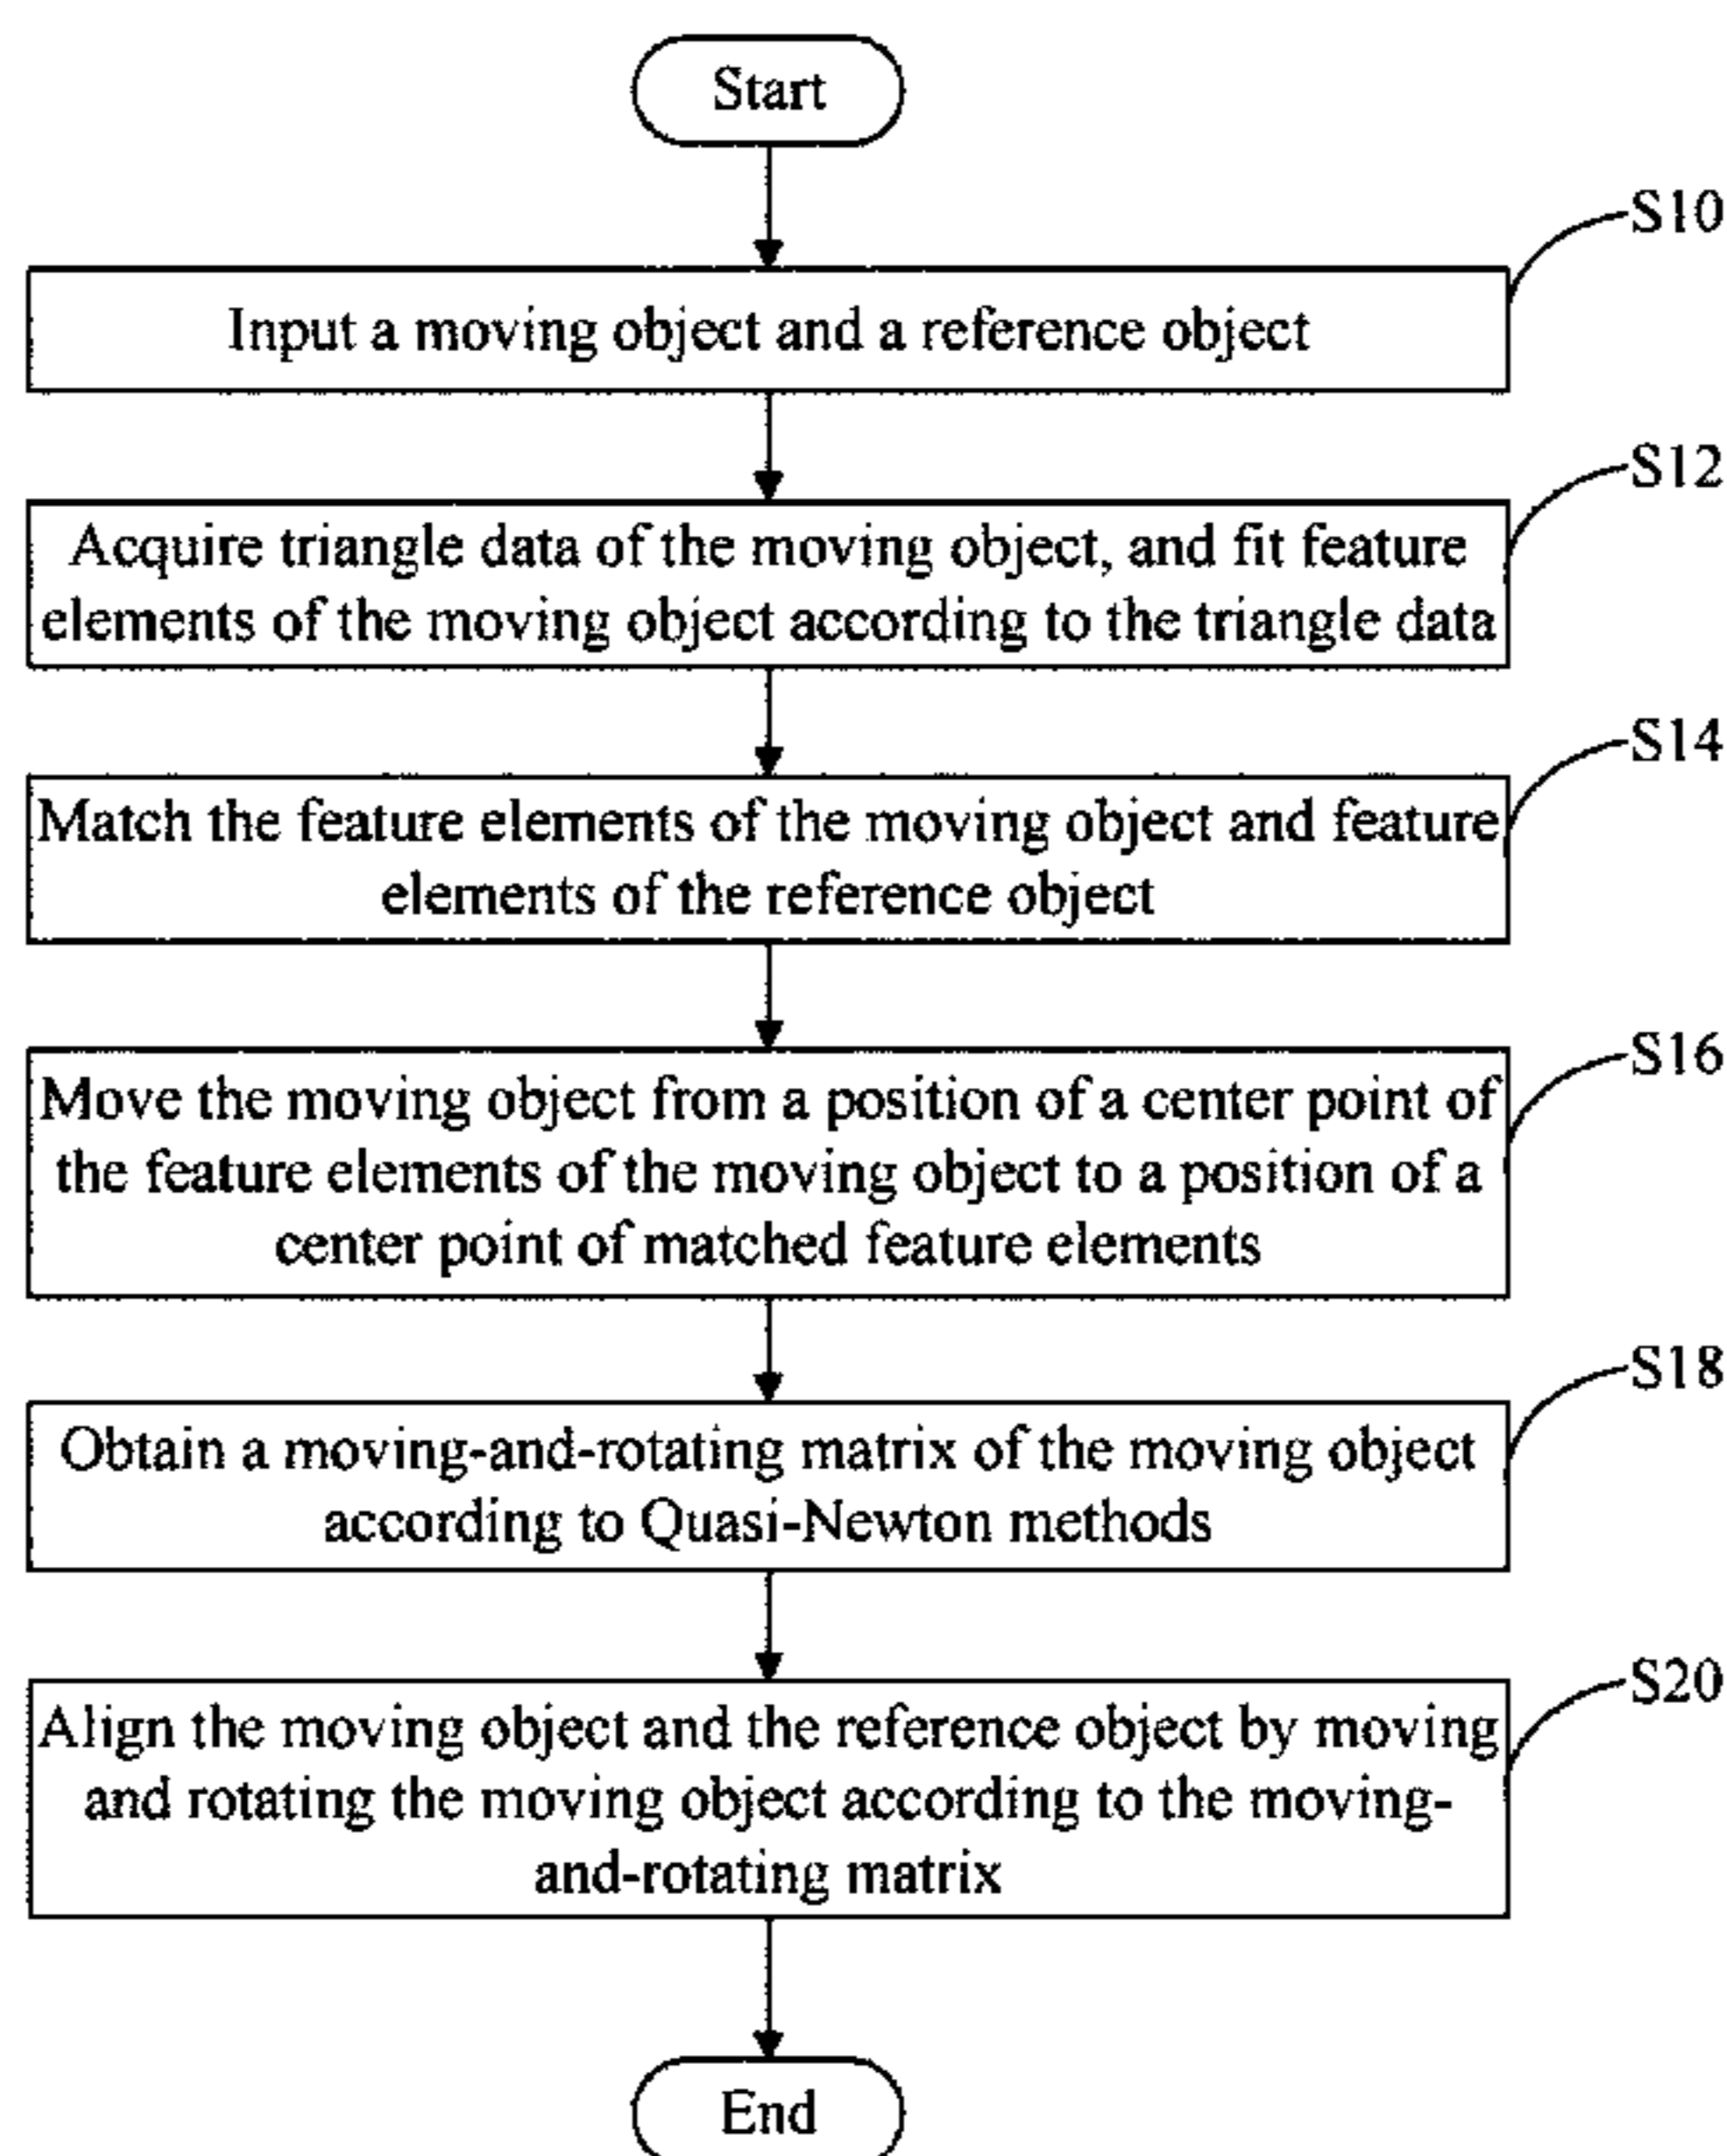 Start
S10
Input a moving object and a reference object
S12
Acquire triangle data of the moving object, and fit feature
elements of the moving object according to the triangle data
S14
Match the feature elements of the moving object and feature
elements of the reference object
S16
Move the moving object from a position of a center point of
the feature elements of the moving object to a position of a
center point of matched feature elements
S18
Obtain a moving-and-rotating matrix of the moving object
according to Quasi-Newton methods
S20
Align the moving object and the reference object by moving
and rotating the moving object according to the moving-
and-rotating matrix
End